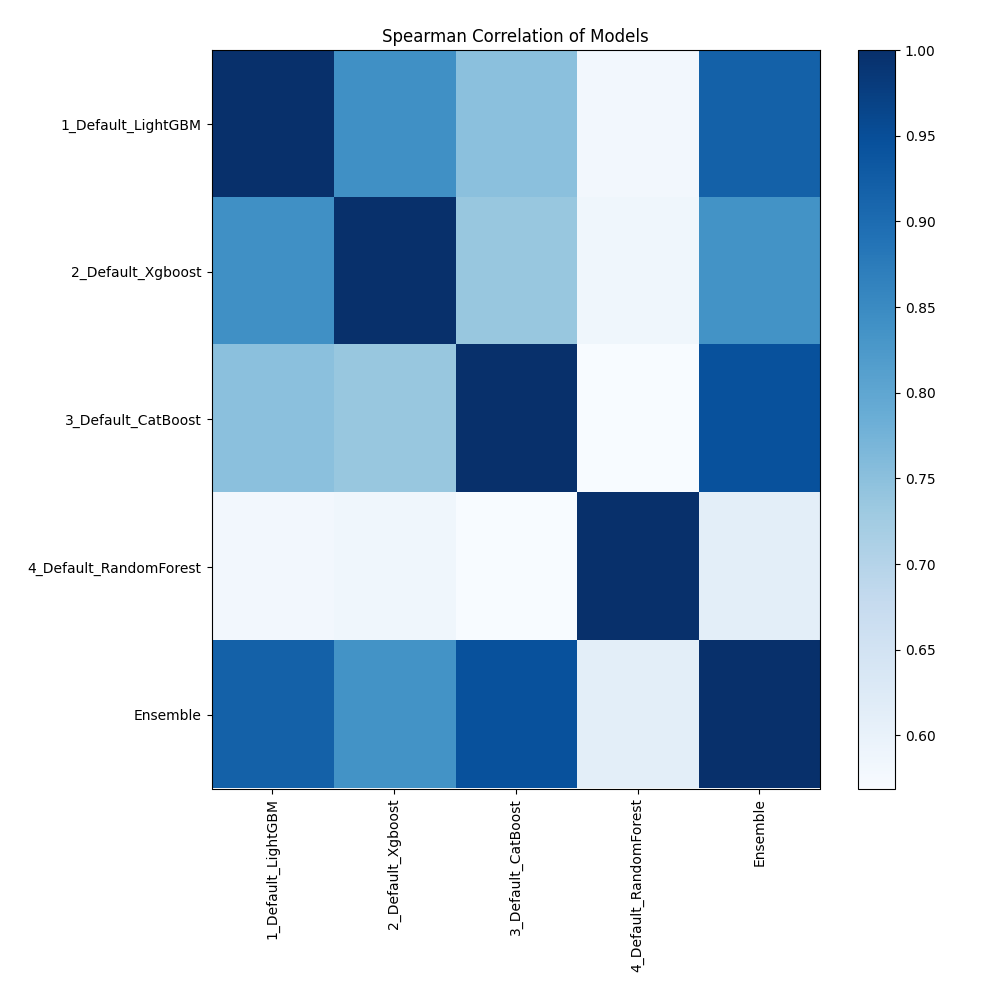 Spearman Correlation of Models
1_Default_LightGBM
2_Default_Xgboost
3_Default_CatBoost
4_Default_RandomForest
Ensemble
1_Default_LightGBM
2_Default_Xgboost
3_Default_CatBoost
4_Default_RandomForest
Ensemble
1.00
0.95
0.90
0.85
0.80
0.75
0.70
0.65
0.60